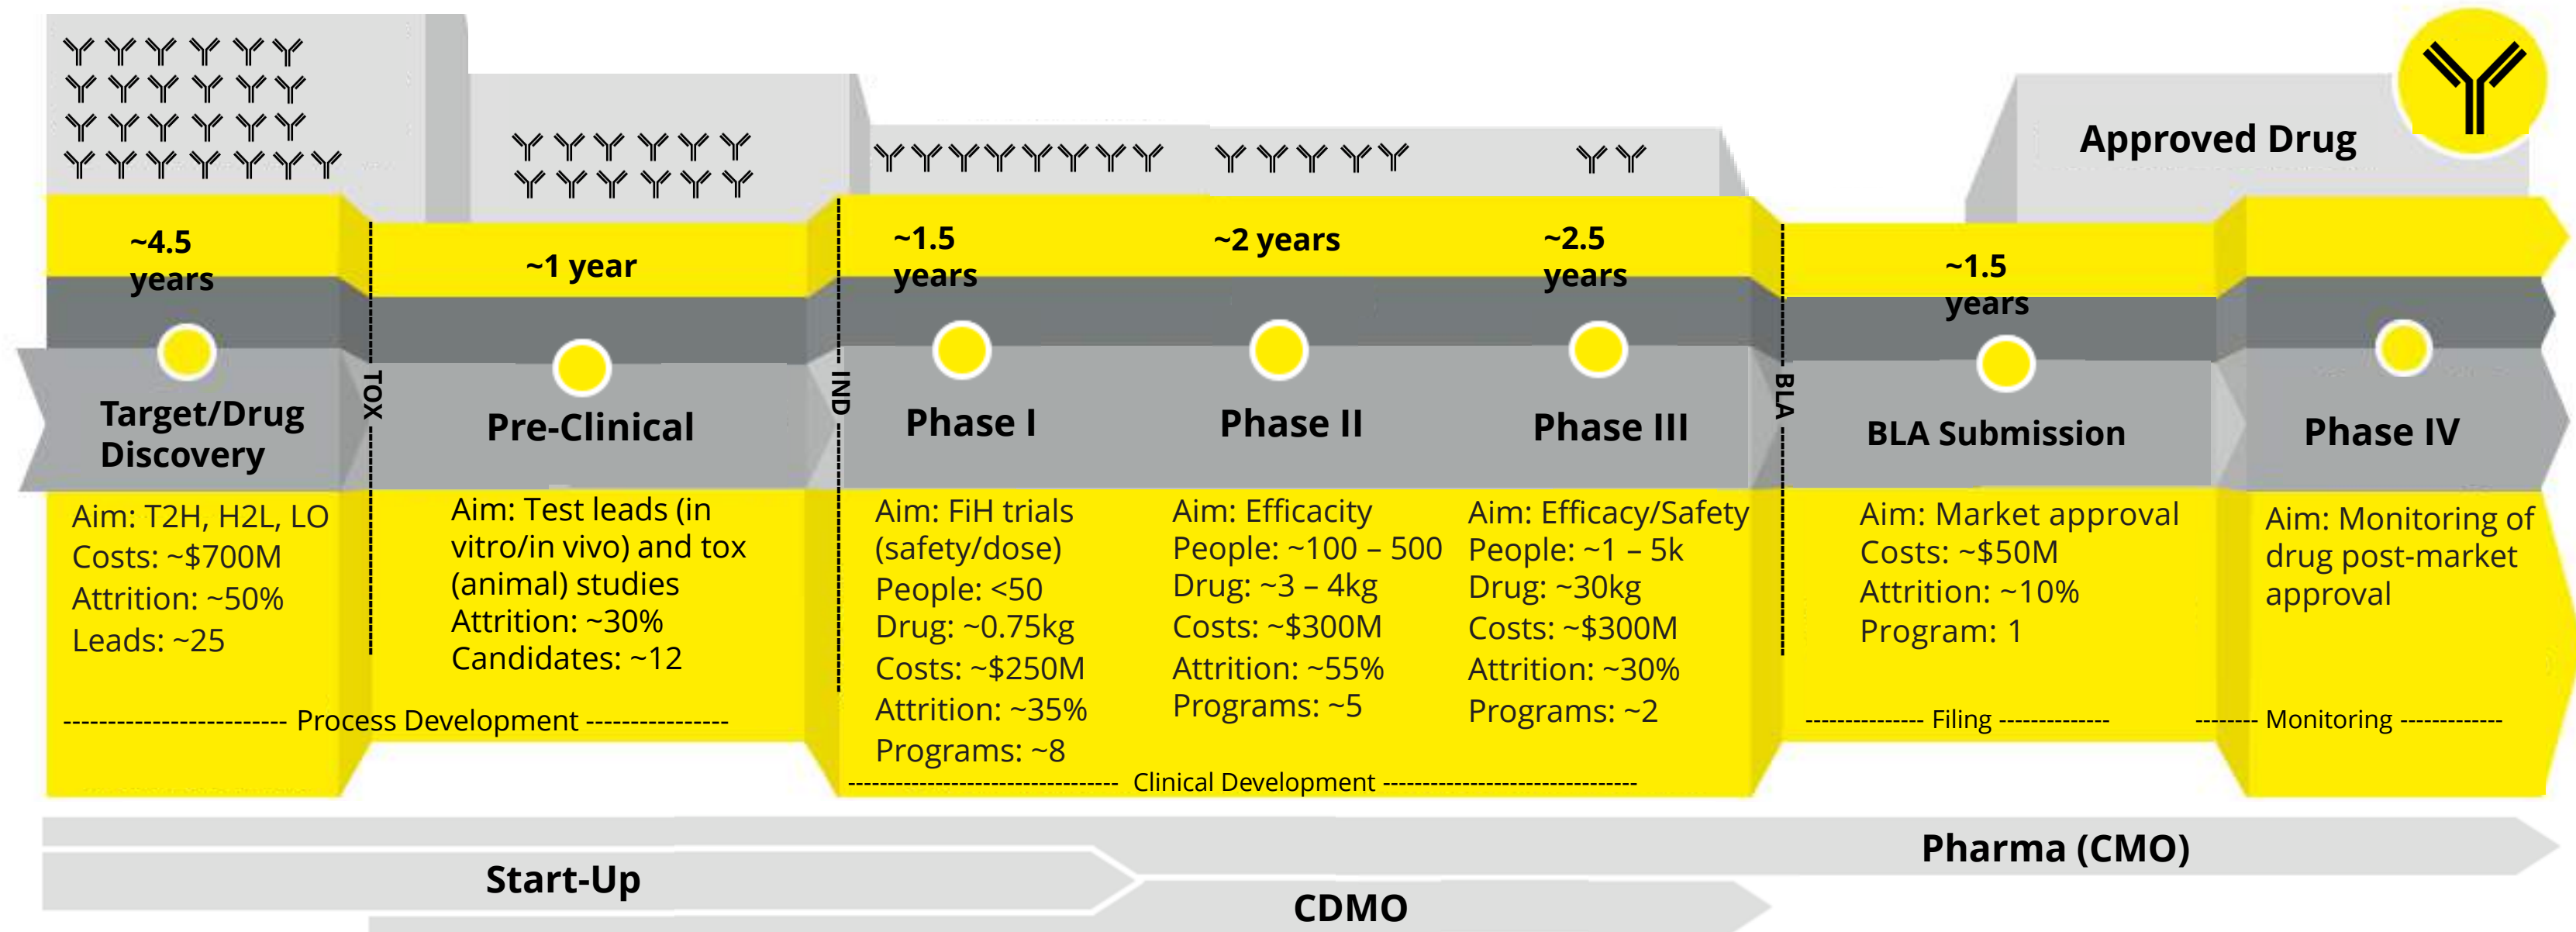 Approved Drug
~4.5
years
~1 year
~1.5
years
~2 years
~2.5
years
~1.5
years
TOX
IND
BLA
Target/Drug
Discovery
Pre-Clinical
Phase I
Phase II
Phase III
BLA Submission
Phase IV
Aim: T2H, H2L, LO
Costs: ~$700M
Attrition: ~50%
Leads: ~25
Aim: Test leads (in
vitro/in vivo) and tox
(animal) studies
Attrition: ~30%
Candidates: ~12
Aim: FiH trials
(safety/dose)
People: <50
Drug: ~0.75kg
Costs: ~$250M
Attrition: ~35%
Programs: ~8
Aim: Efficacity
People: ~100 – 500
Drug: ~3 – 4kg
Costs: ~$300M
Attrition: ~55%
Programs: ~5
Aim: Efficacy/Safety
People: ~1 – 5k
Drug: ~30kg
Costs: ~$300M
Attrition: ~30%
Programs: ~2
Aim: Market approval
Costs: ~$50M
Attrition: ~10%
Program: 1
Aim: Monitoring of
drug post-market
approval
------------------------- Process Development ----------------
-------------- Filing -------------
-------- Monitoring ------------
---------------------------------- Clinical Development --------------------------------
Pharma (CMO)
Start-Up
CDMO